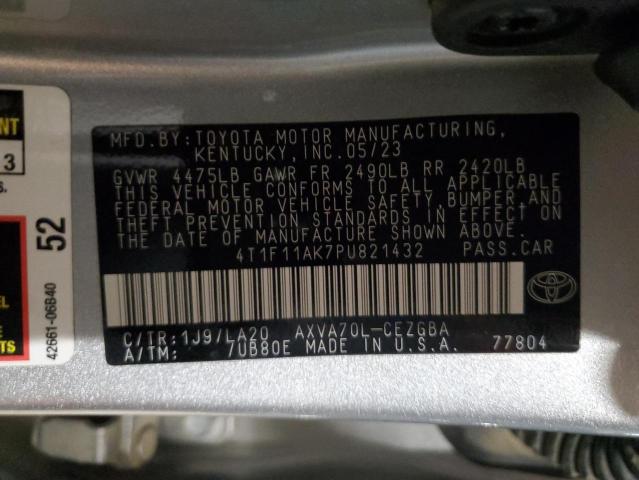 MFD.BY:TOYOTA MOTOR MANUFACTURING,
KENTUCKY,INC.05/23
GVWR 4475LB GAWR FR 2490LB RR 2420LB
THIS VEHICLE CONFORMS TO ALL APPLICABLE
FEDERAL MOTOR VEHICLE SAFETY,BUMPER,AND
THEFT PREVENTION STANDARDS IN EFFECT ON
THE DATE OF MANUFACTURE SHOWN ABOVE.
4T1F11AK7PU821432 PASS.CAR
C/TR:1J9/LA20 AXVA70L-CEZGBA
A/TM: 7UB80E MADE IN U.S.A. 77804
3
52
42661-06B40